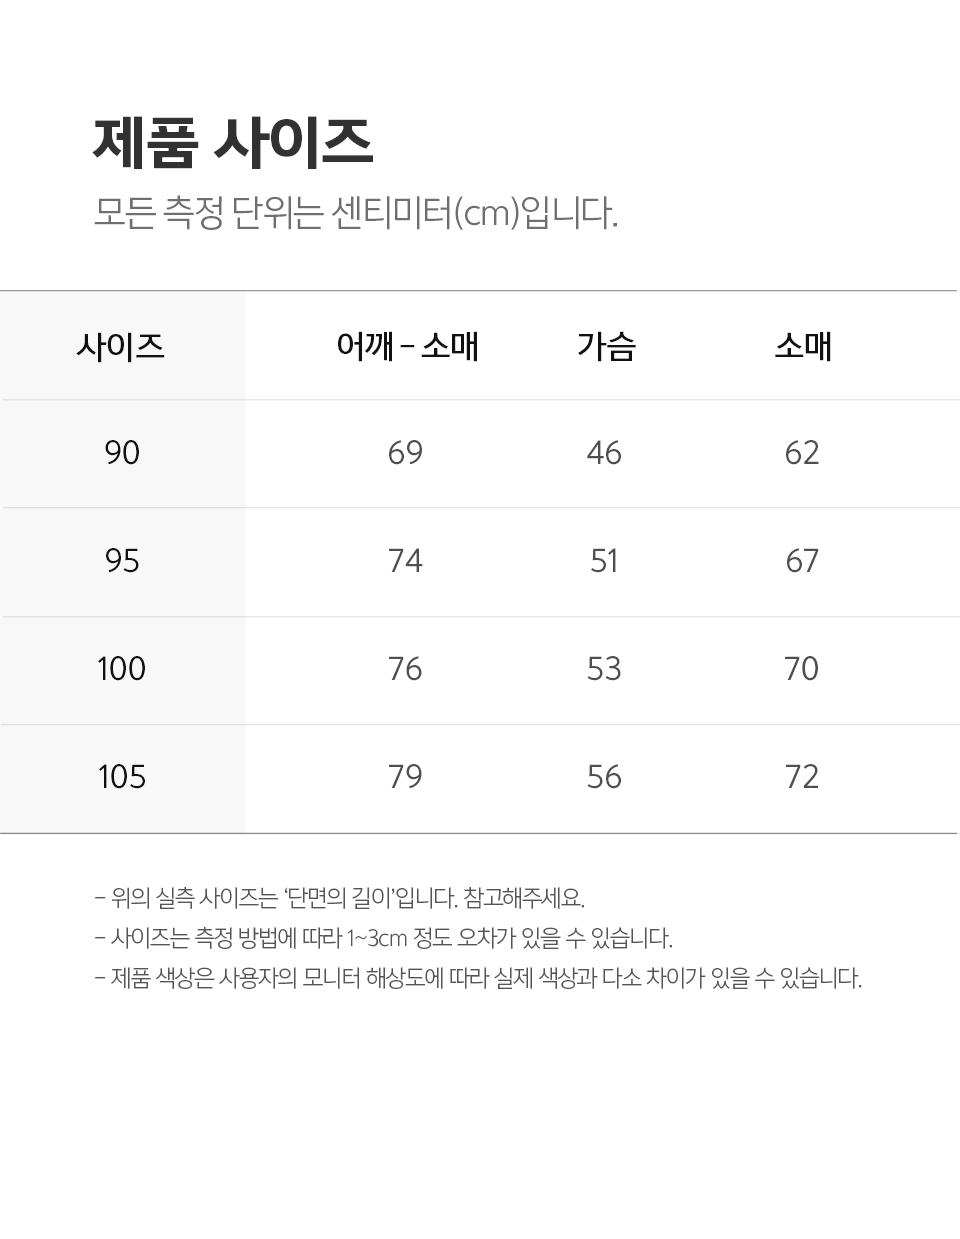 제품 사이즈
모든 측정 단위는 센티미터(cm)입니다.
사이즈 어깨 - 소매 가슴 소매
90 69 46 62
95 74 51 67
100 76 53 70
105 79 56 72
- 위의 실측 사이즈는 ‘단면의 길이’입니다. 참고해주세요.
- 사이즈는 측정 방법에 따라 1~3cm 정도 오차가 있을 수 있습니다.
- 제품 색상은 사용자의 모니터 해상도에 따라 실제 색상과 다소 차이가 있을 수 있습니다.